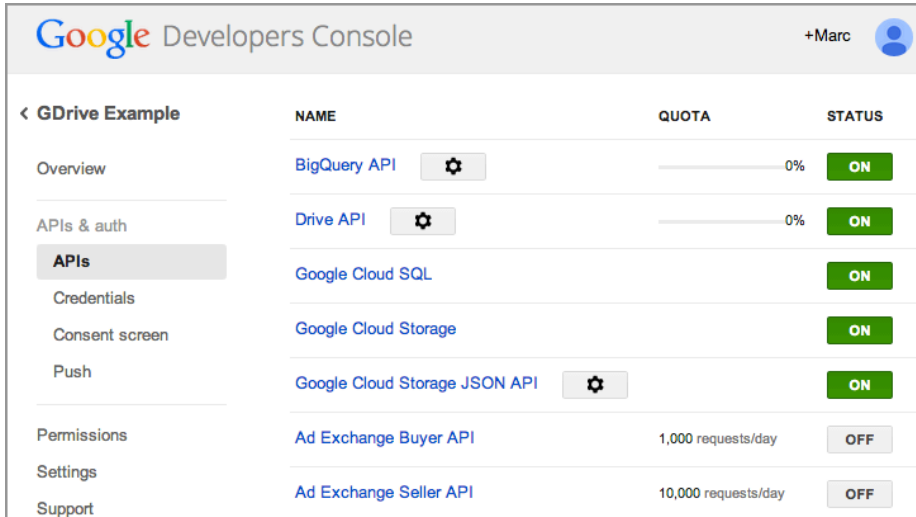 Google Developers Console
+Marc
GDrive Example
Overview
APIs & auth
APIs
Credentials
Consent screen
Push
Permissions
Settings
Support
NAME QUOTA STATUS
BigQuery API 0% ON
Drive API 0% ON
Google Cloud SQL ON
Google Cloud Storage ON
Google Cloud Storage JSON API ON
Ad Exchange Buyer API 1,000 requests/day OFF
Ad Exchange Seller API 10,000 requests/day OFF